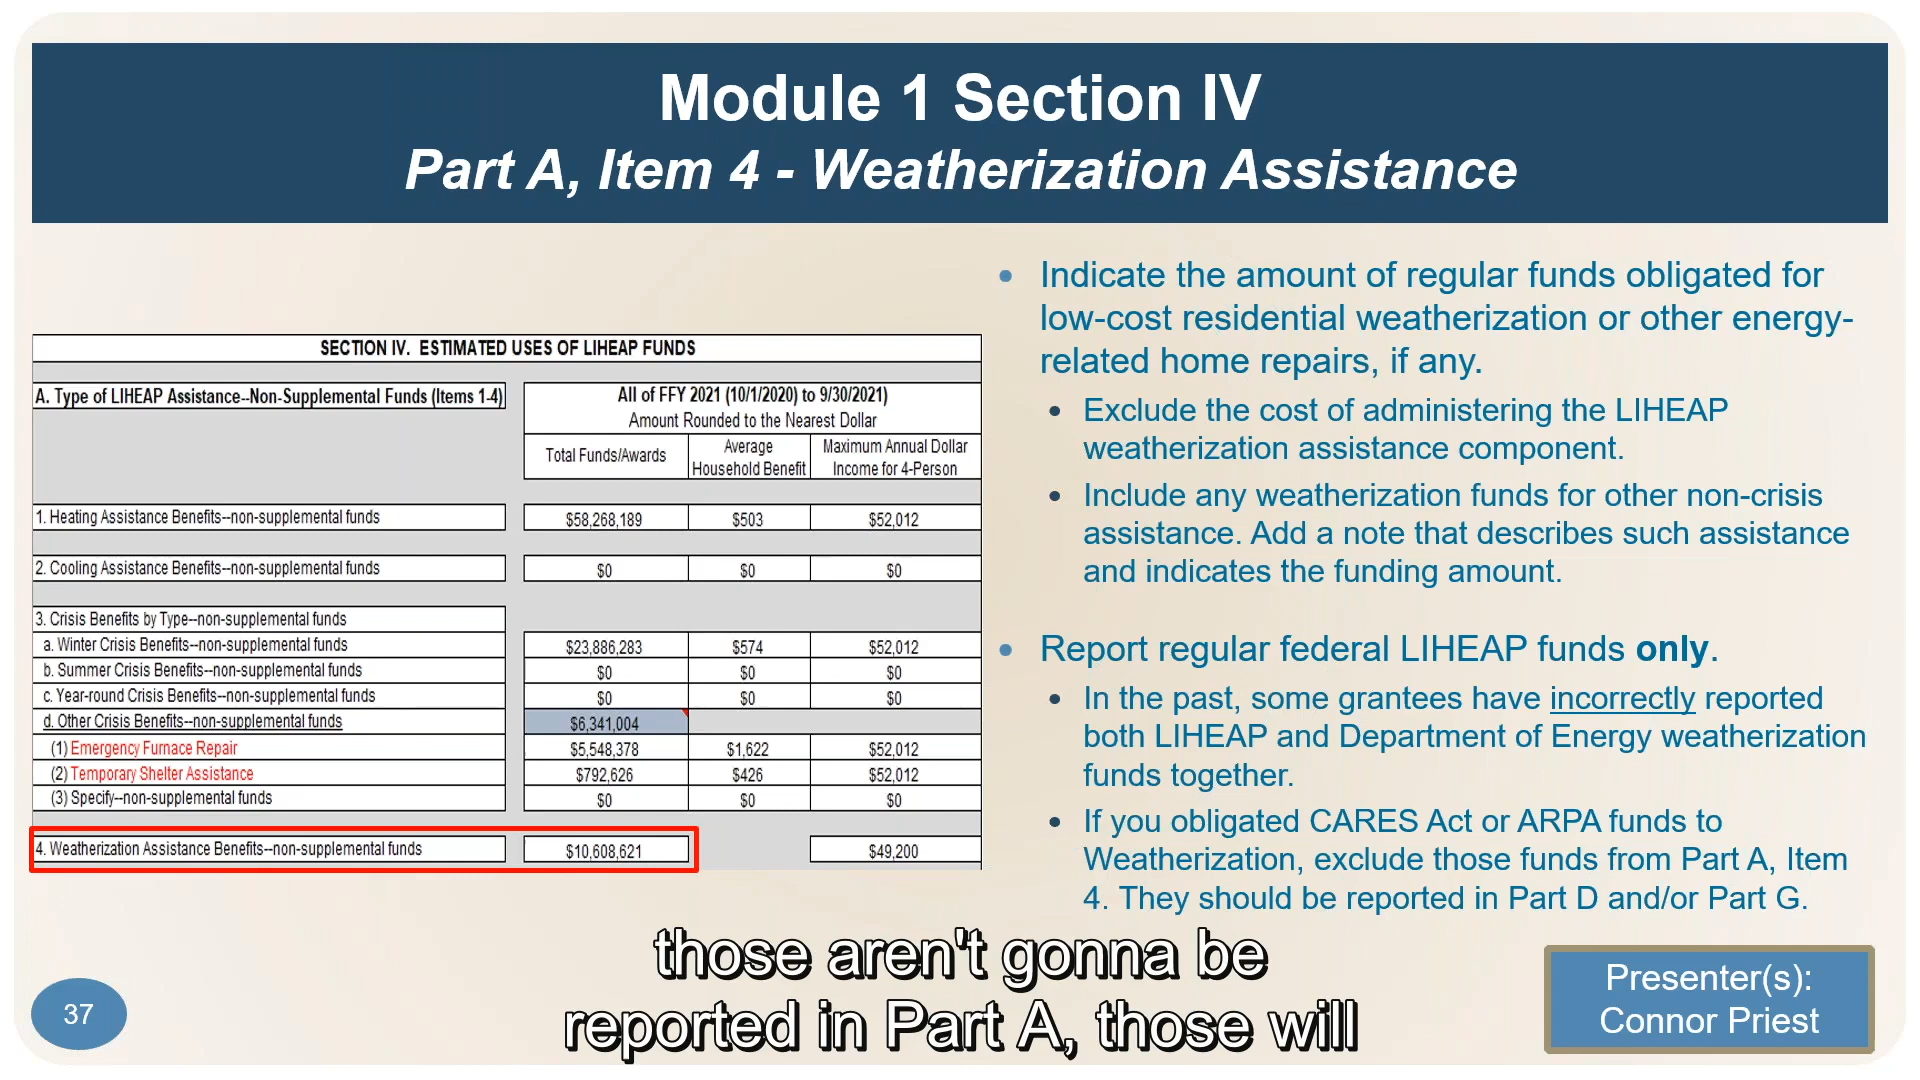 Module 1 Section IV
Part A, Item 4 - Weatherization Assistance
SECTION IV. ESTIMATED USES OF LIHEAP FUNDS
A. Type of LIHEAP Assistance--Non-Supplemental Funds (Items 1-4)
All of FFY 2021 (10/1/2020) to 9/30/2021)
Amount Rounded to the Nearest Dollar
Total Funds/Awards
Average
Household Benefit
Maximum Annual Dollar
Income for 4-Person
1. Heating Assistance Benefits--non-supplemental funds $58,268,189 $503 $52,012
2. Cooling Assistance Benefits--non-supplemental funds $0 $0 $0
3. Crisis Benefits by Type--non-supplemental funds
a. Winter Crisis Benefits--non-supplemental funds $23,886,283 $574 $52,012
b. Summer Crisis Benefits--non-supplemental funds $0 $0 $0
c. Year-round Crisis Benefits--non-supplemental funds $0 $0 $0
d. Other Crisis Benefits--non-supplemental funds $6,341,004
(1) Emergency Furnace Repair $5,548,378 $1,622 $52,012
(2) Temporary Shelter Assistance $792,626 $426 $52,012
(3) Specify--non-supplemental funds $0 $0 $0
4. Weatherization Assistance Benefits--non-supplemental funds $10,608,621 $49,200
• Indicate the amount of regular funds obligated for
low-cost residential weatherization or other energy-
related home repairs, if any.
• Exclude the cost of administering the LIHEAP
weatherization assistance component.
• Include any weatherization funds for other non-crisis
assistance. Add a note that describes such assistance
and indicates the funding amount.
• Report regular federal LIHEAP funds only.
• In the past, some grantees have incorrectly reported
both LIHEAP and Department of Energy weatherization
funds together.
• If you obligated CARES Act or ARPA funds to
Weatherization, exclude those funds from Part A, Item
4. They should be reported in Part D and/or Part G.
those aren't gonna be
reported in Part A, those will
37
Presenter(s):
Connor Priest